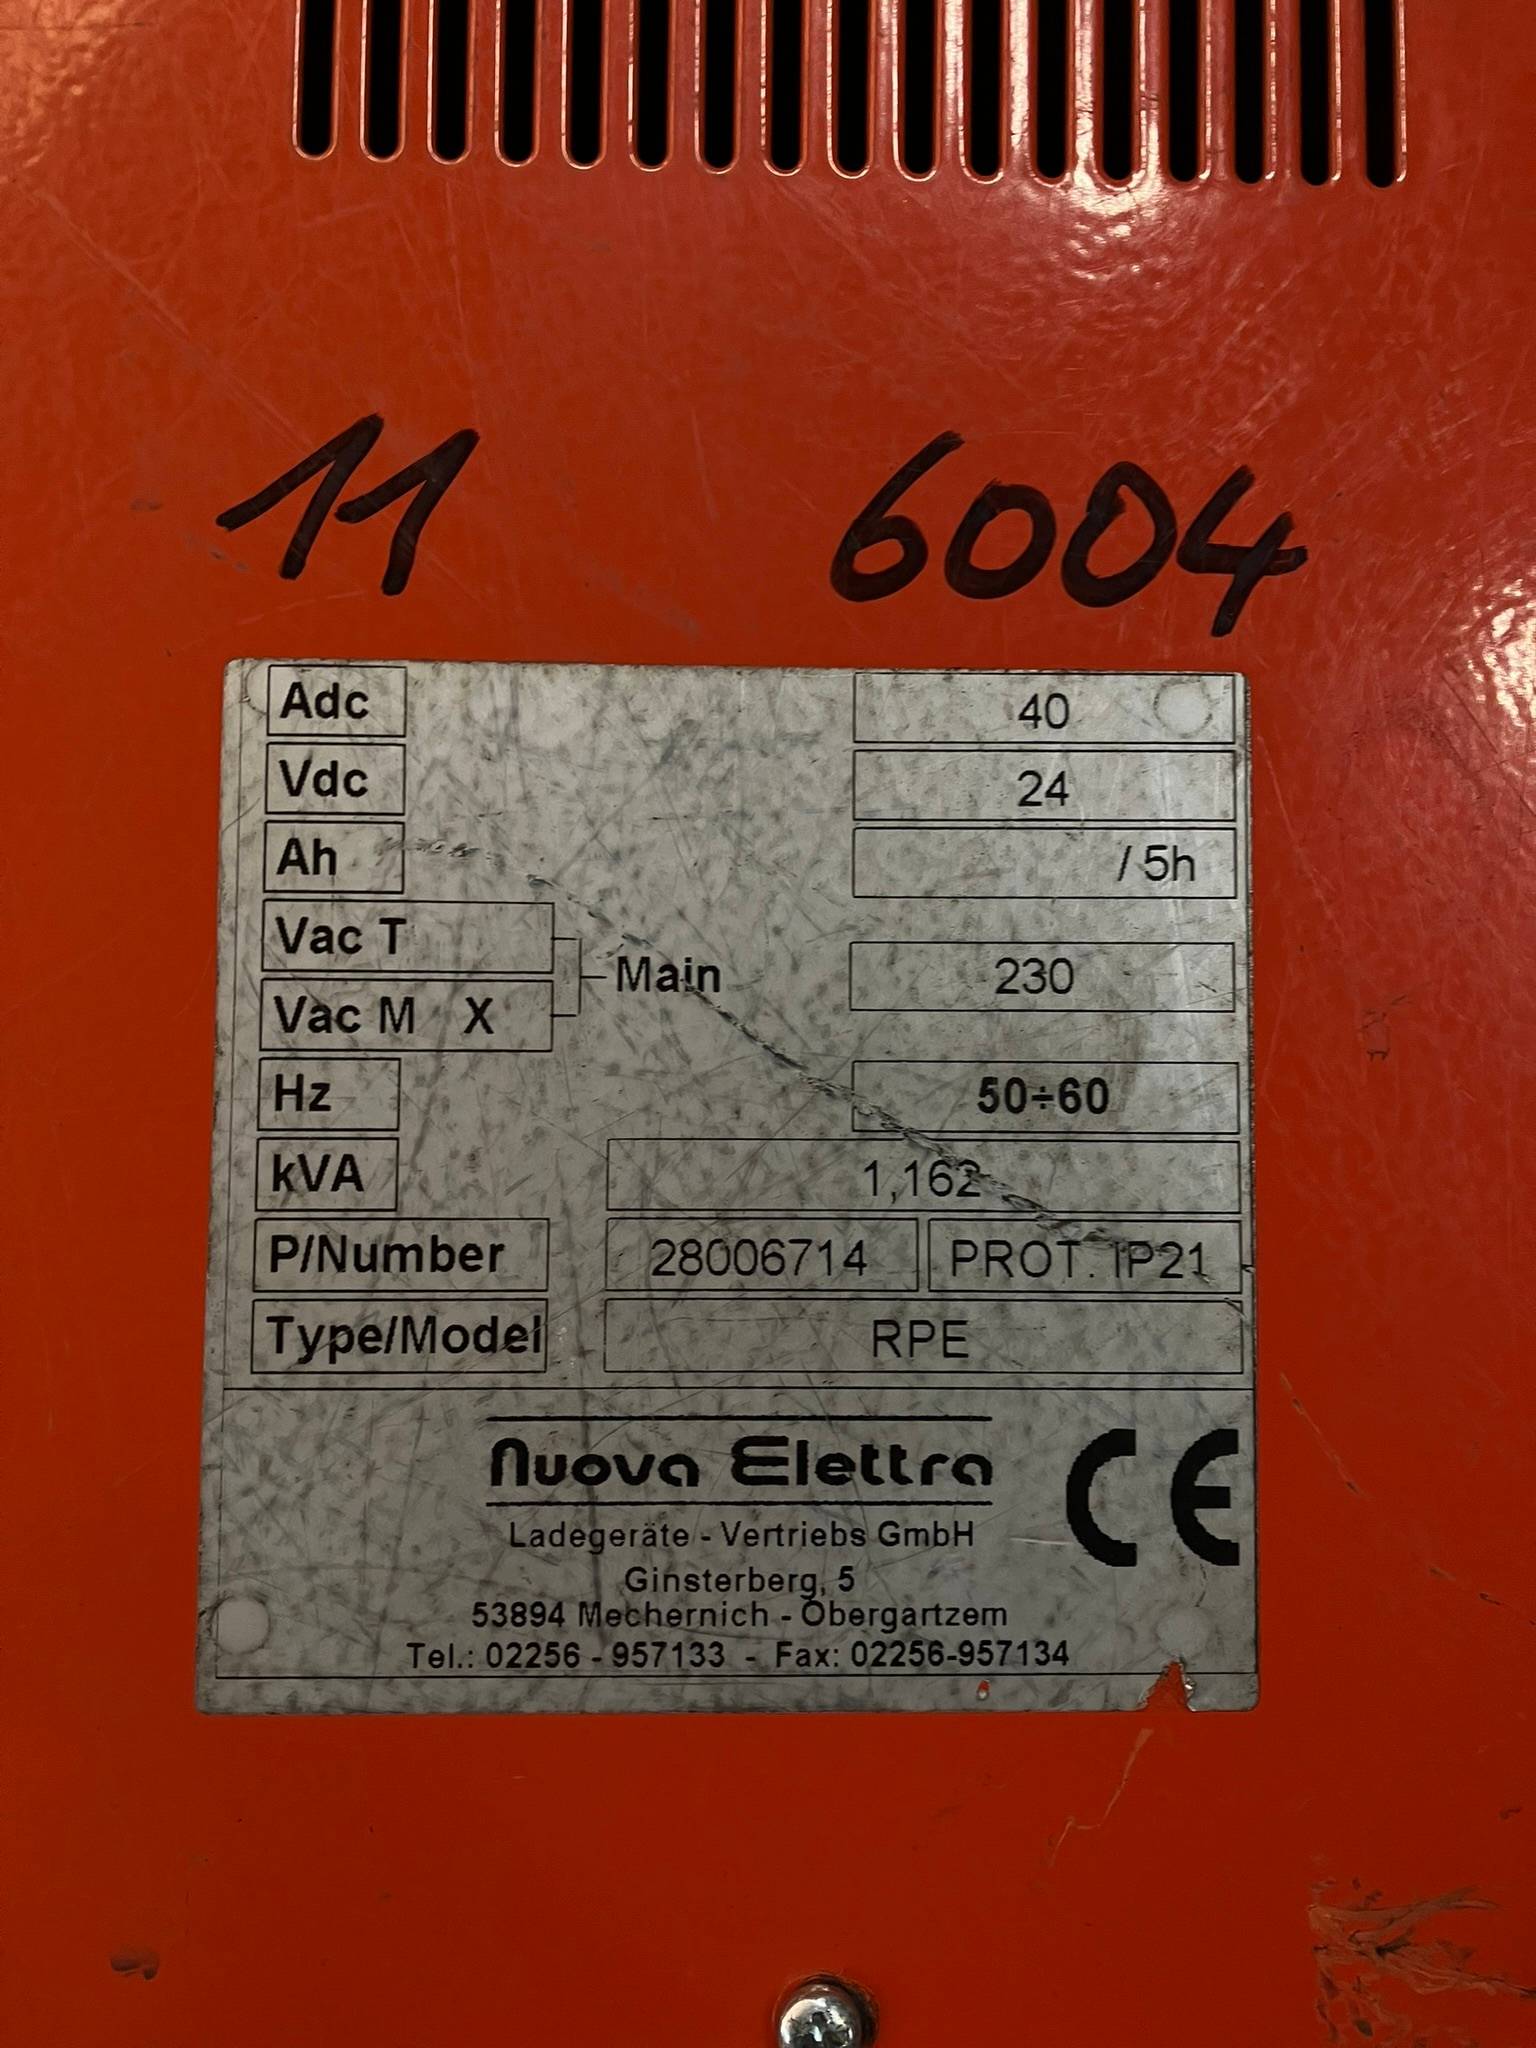 11 6004
Adc 40
Vdc 24
Ah / 5h
Vac T
Main 230
Vac M X
Hz 50÷60
kVA 1,162
P/Number 28006714 PROT. IP21
Type/Model RPE
Nuova Elettra
CE
Ladegeräte - Vertriebs GmbH
Ginsterberg, 5
53894 Mechernich - Obergartzem
Tel.: 02256 - 957133 - Fax: 02256-957134